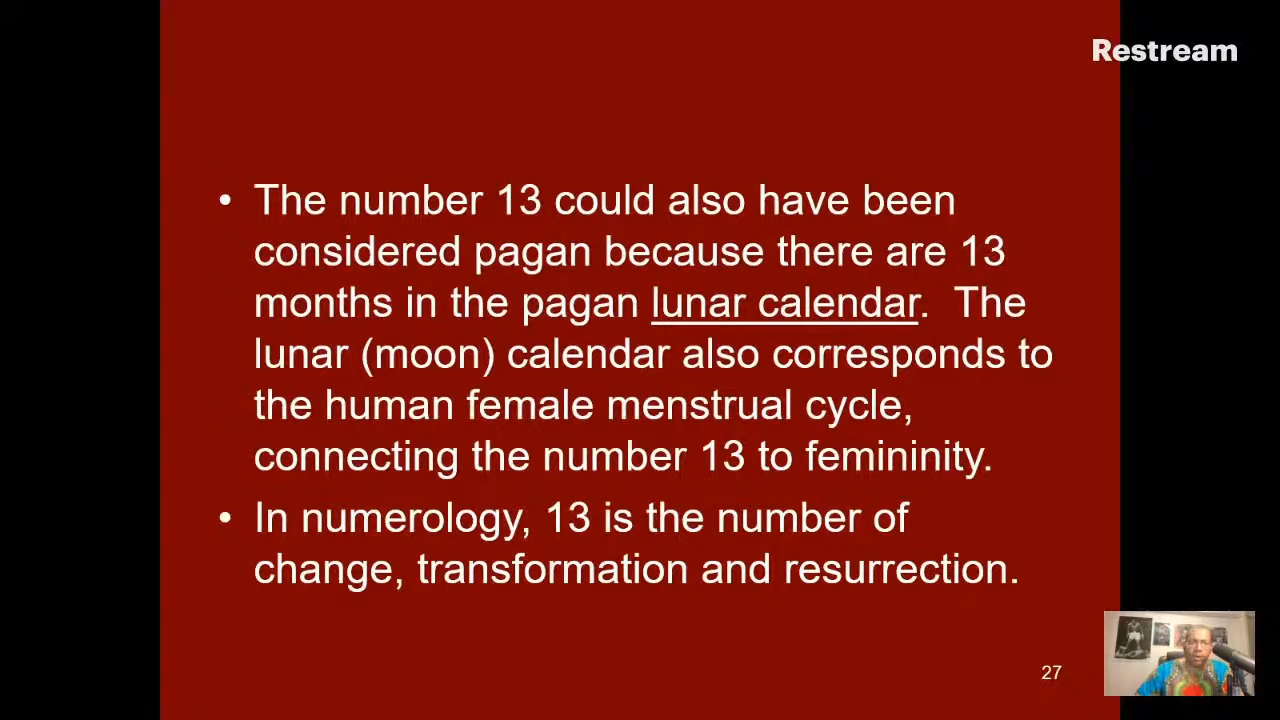 Restream
• The number 13 could also have been
considered pagan because there are 13
months in the pagan lunar calendar. The
lunar (moon) calendar also corresponds to
the human female menstrual cycle,
connecting the number 13 to femininity.
• In numerology, 13 is the number of
change, transformation and resurrection.
27